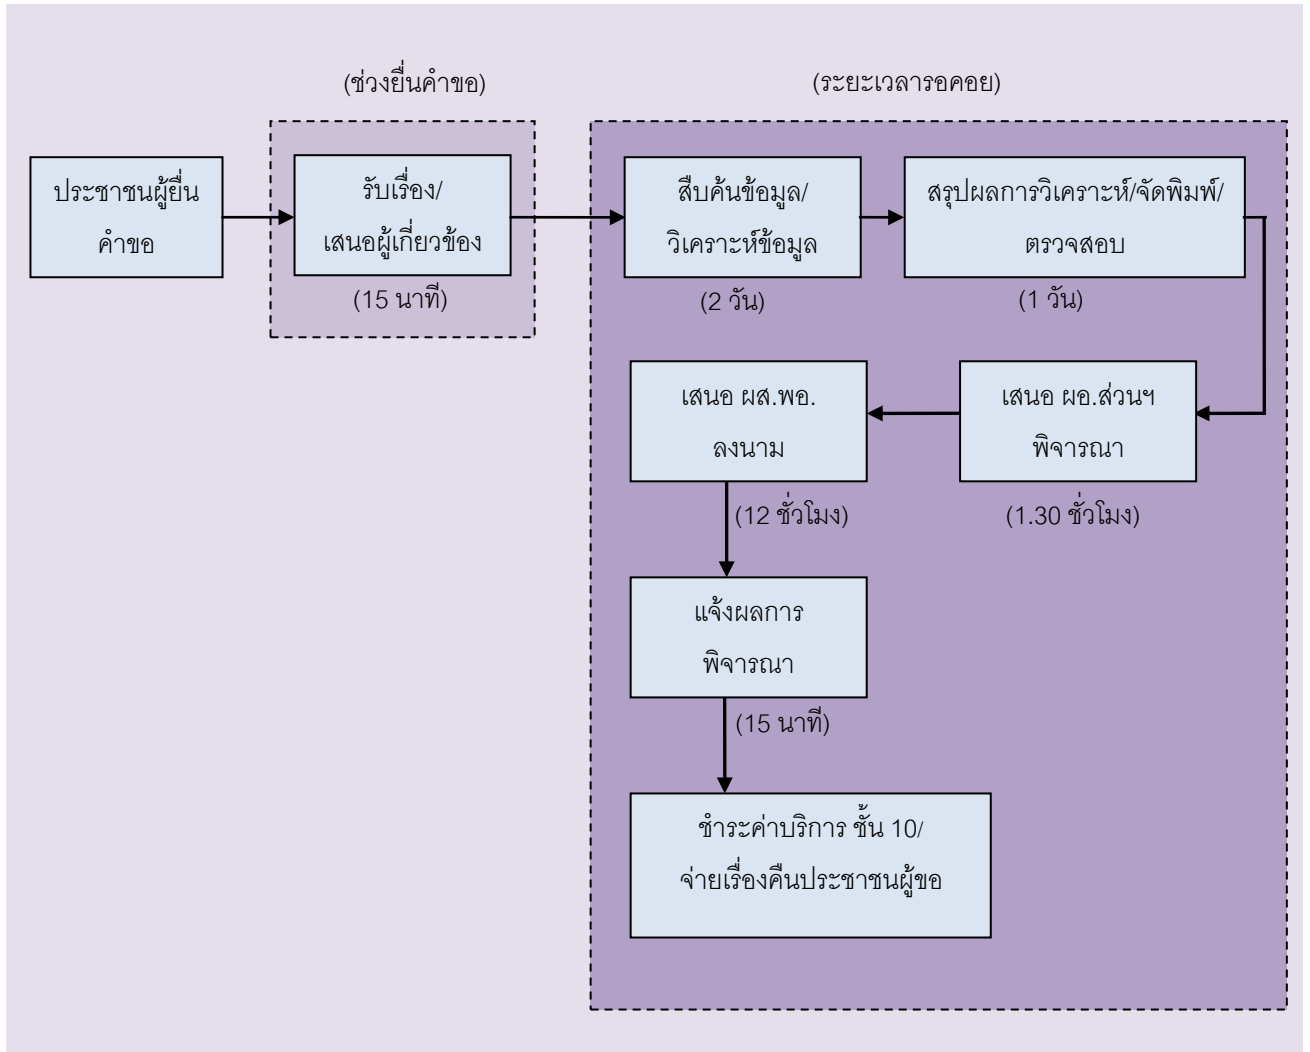 (ช่วงยื่นคำขอ)
(ระยะเวลารอคอย)
ประชาชนผู้ยื่น
คำขอ
รับเรื่อง/
เสนอผู้เกี่ยวข้อง
(15 นาที)
สืบค้นข้อมูล/
วิเคราะห์ข้อมูล
(2 วัน)
สรุปผลการวิเคราะห์/จัดพิมพ์/
ตรวจสอบ
(1 วัน)
เสนอ ผอ.ส่วนฯ
พิจารณา
(1.30 ชั่วโมง)
เสนอ ผส.พอ.
ลงนาม
(12 ชั่วโมง)
แจ้งผลการ
พิจารณา
(15 นาที)
ชำระค่าบริการ ชั้น 10/
จ่ายเรื่องคืนประชาชนผู้ขอ